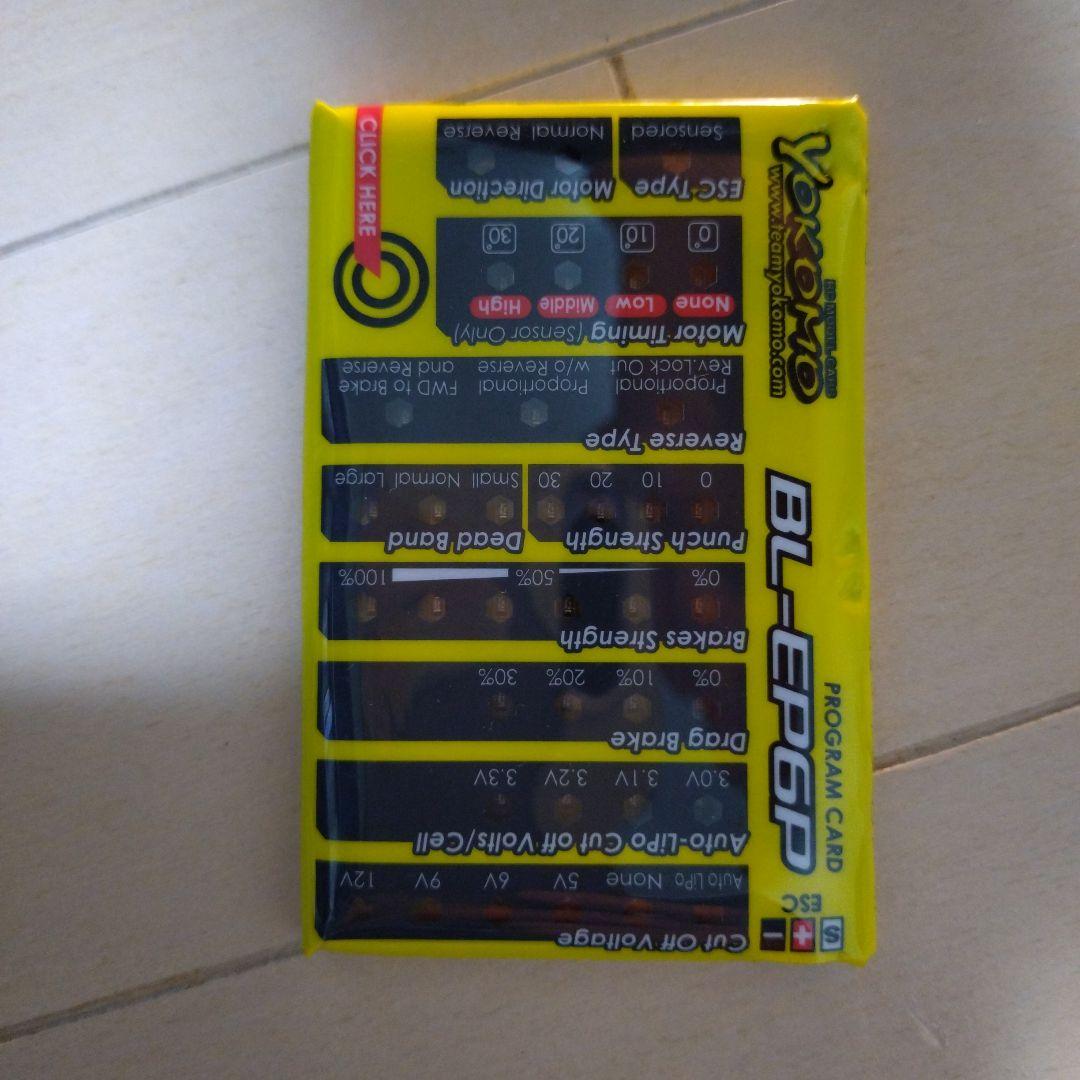 S + -
ESC
Cut Off Voltage
Auto LiPo None 5V 6V 9V 12V
Auto-LiPo Cut off Volts/Cell
3.0V 3.1V 3.2V 3.3V
Drag Brake
0% 10% 20% 30%
Brakes Strength
0% 50% 100%
Punch Strength
0 10 20 30
Dead Band
Small Normal Large
Reverse Type
Proportional
Rev.Lock Out
Proportional
w/o Reverse
FWD to Brake
and Reverse
Motor Timing (Sensor Only)
None Low Middle High
0° 10° 20° 30°
ESC Type
Sensored
Motor Direction
Normal Reverse
CLICK HERE
PROGRAM CARD
BL-EP6P
YOKOMO
www.teamyokomo.com